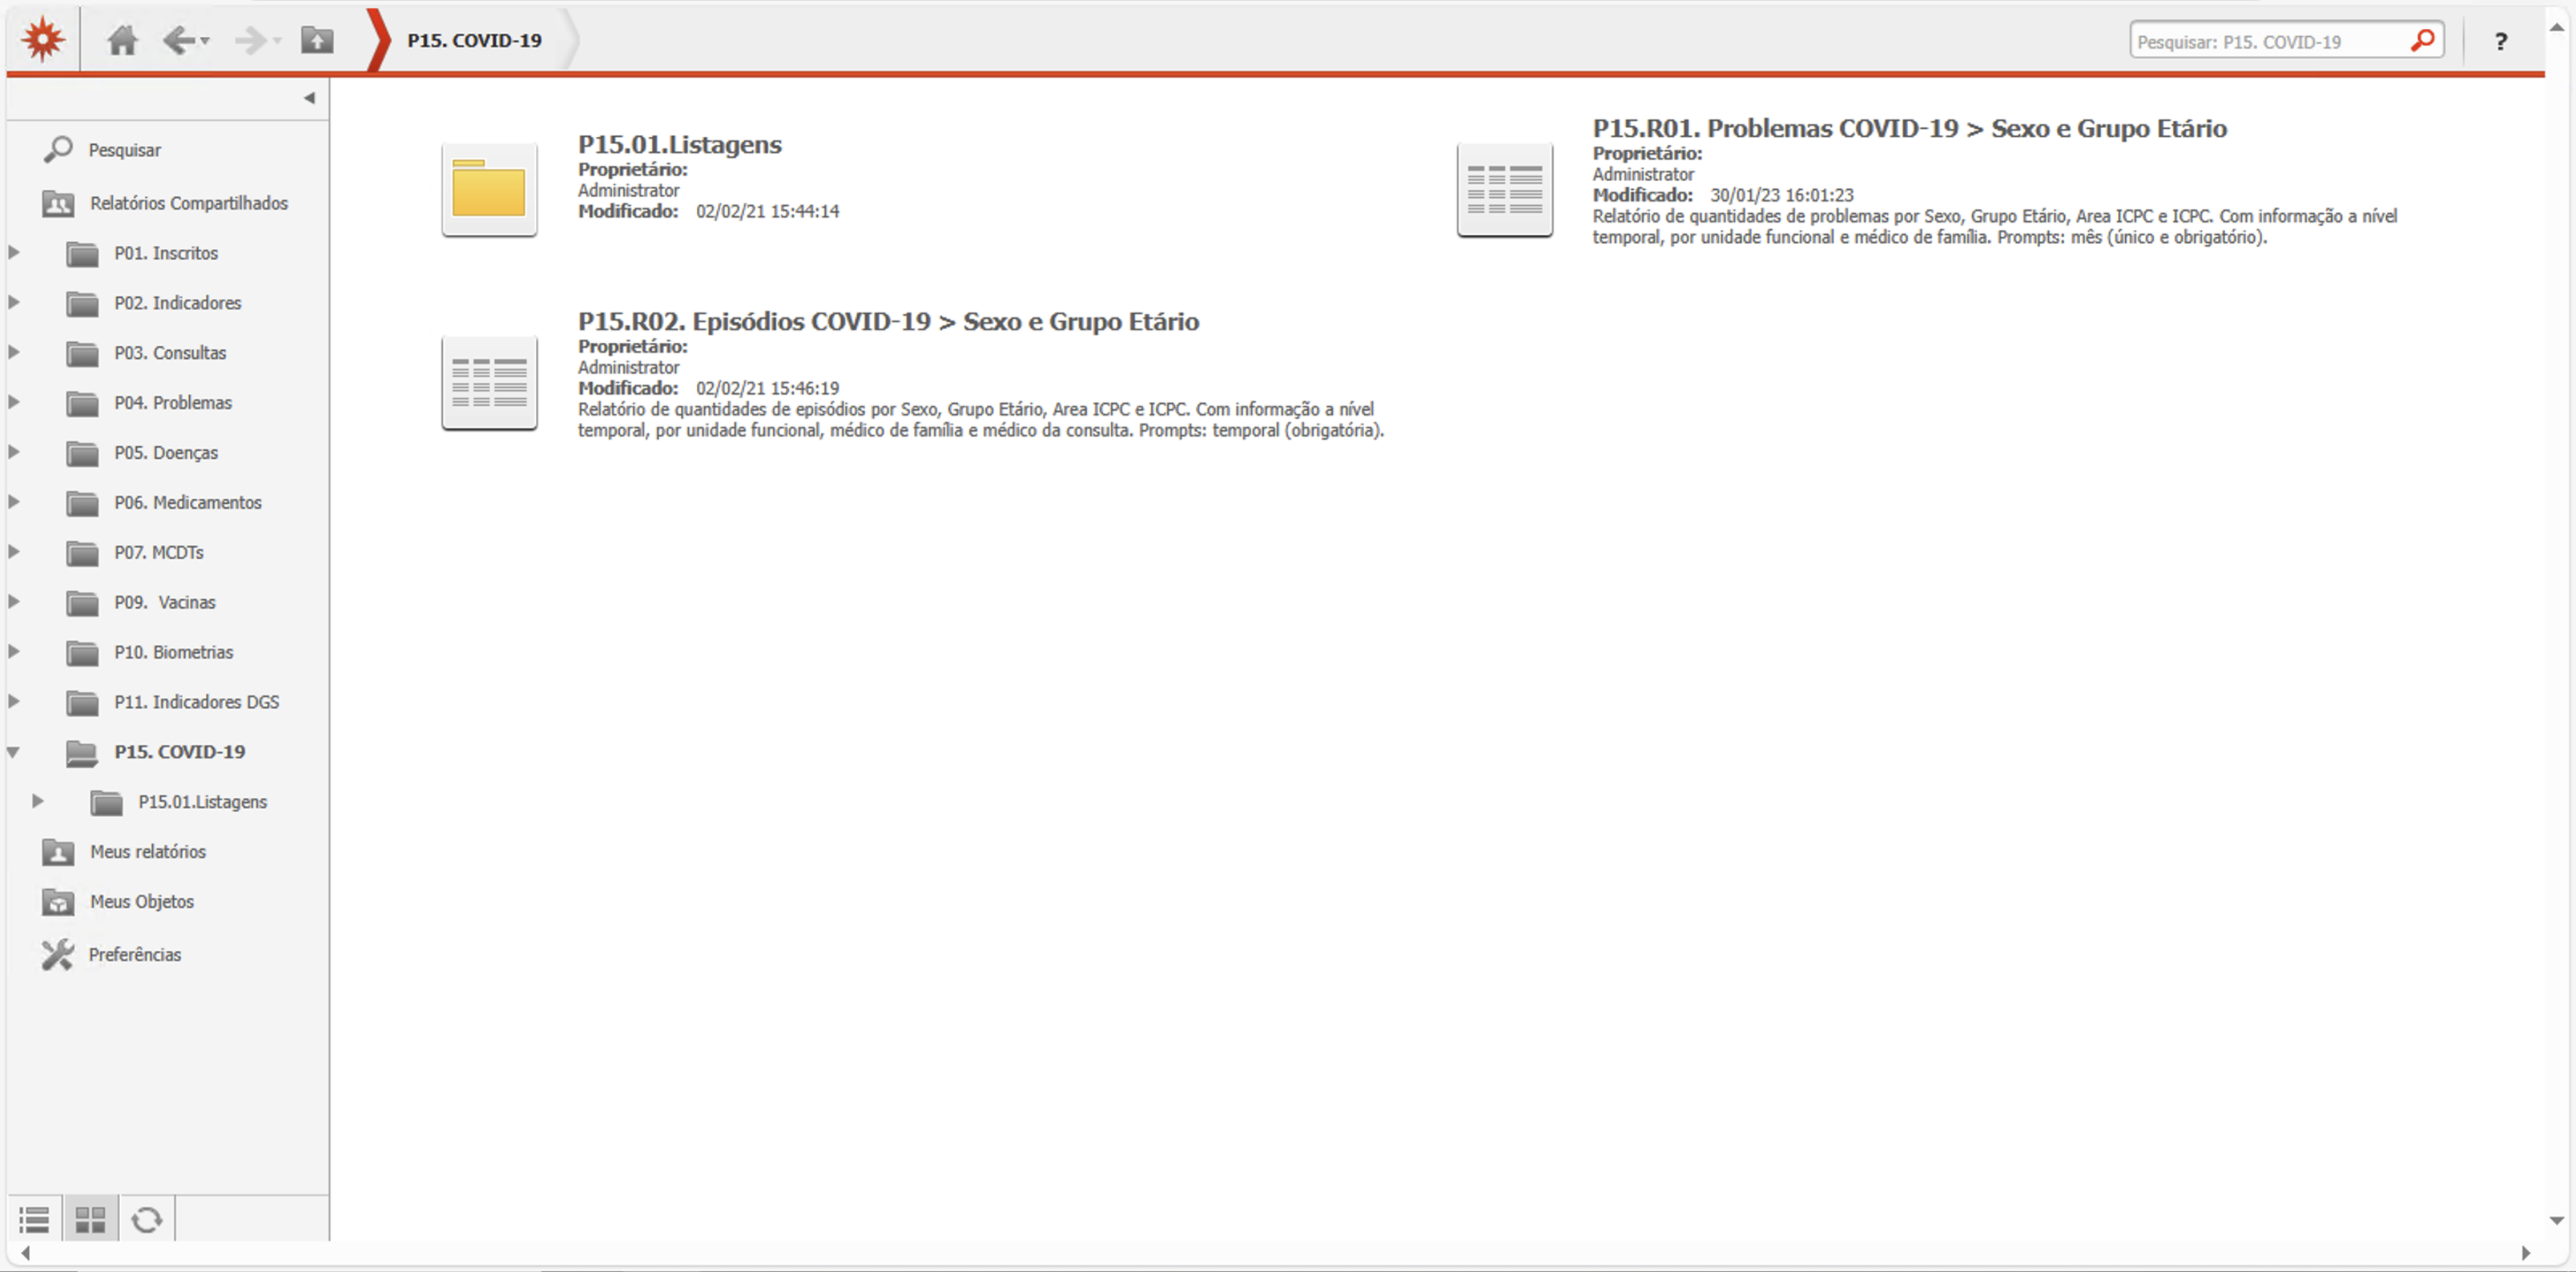 P15. COVID-19
Pesquisar: P15. COVID-19
?
Pesquisar
Relatórios Compartilhados
P01. Inscritos
P02. Indicadores
P03. Consultas
P04. Problemas
P05. Doenças
P06. Medicamentos
P07. MCDTs
P09.  Vacinas
P10. Biometrias
P11. Indicadores DGS
P15. COVID-19
P15.01.Listagens
Meus relatórios
Meus Objetos
Preferências
P15.01.Listagens
Proprietário:
Administrator
Modificado: 02/02/21 15:44:14
P15.R01. Problemas COVID-19 > Sexo e Grupo Etário
Proprietário:
Administrator
Modificado: 30/01/23 16:01:23
Relatório de quantidades de problemas por Sexo, Grupo Etário, Area ICPC e ICPC. Com informação a nível
temporal, por unidade funcional e médico de família. Prompts: mês (único e obrigatório).
P15.R02. Episódios COVID-19 > Sexo e Grupo Etário
Proprietário:
Administrator
Modificado: 02/02/21 15:46:19
Relatório de quantidades de episódios por Sexo, Grupo Etário, Area ICPC e ICPC. Com informação a nível
temporal, por unidade funcional, médico de família e médico da consulta. Prompts: temporal (obrigatória).